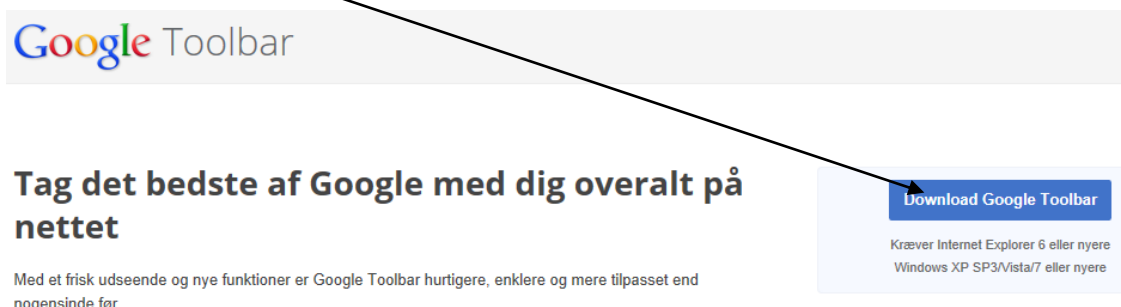 Google Toolbar
Tag det bedste af Google med dig overalt på
nettet
Med et frisk udseende og nye funktioner er Google Toolbar hurtigere, enklere og mere tilpasset end
nogensinde før
Download Google Toolbar
Kræver Internet Explorer 6 eller nyere
Windows XP SP3/Vista/7 eller nyere